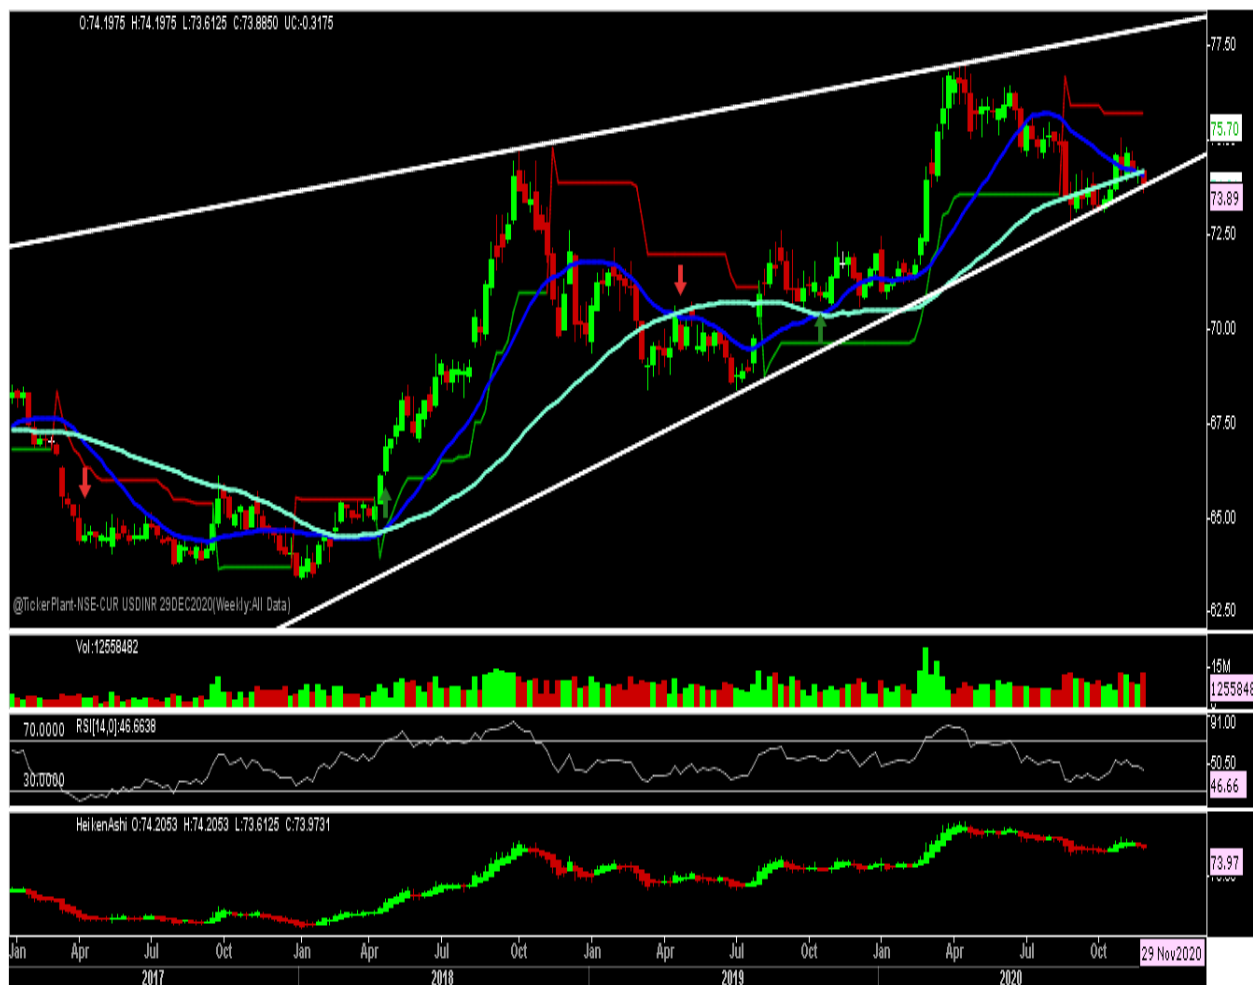 O:74.1975 H:74.1975 L:73.6125 C:73.8850 UC:-0.3175
77.50
75.70
73.89
72.50
70.00
67.50
65.00
62.50
@TickerPlant-NSE-CUR USDINR 29DEC2020(Weekly:All Data)
Vol:12558482
15M
1255848
70.0000 RSI[14,0]:46.6638
91.00
50.50
30.0000
46.66
HeikenAshi O:74.2053 H:74.2053 L:73.6125 C:73.9731
73.97
Jan Apr Jul Oct Jan Apr Jul Oct Jan Apr Jul Oct Jan Apr Jul Oct 29 Nov2020
2017 2018 2019 2020